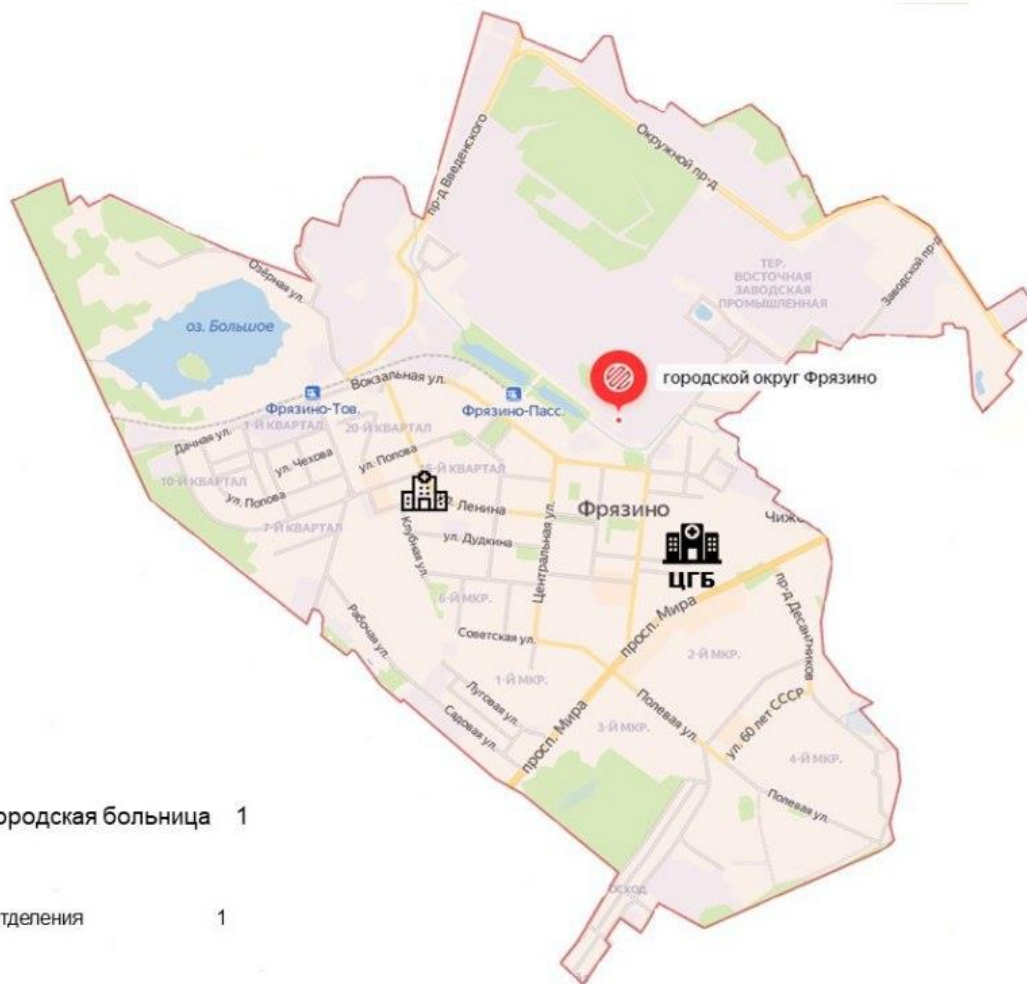 пр-д Введенского
Окружной пр-д
Озёрная ул.
ТЕР.
ВОСТОЧНАЯ
ЗАВОДСКАЯ
ПРОМЫШЛЕННАЯ
Заводской пр-д
оз. Большое
городской округ Фрязино
Вокзальная ул.
Фрязино-Тов.
Фрязино-Пасс.
Дачная ул.
1-Й КВАРТАЛ
20-Й КВАРТАЛ
ул. Чехова
ул. Попова
КВАРТАЛ
10-Й КВАРТАЛ
ул. Попова
Ленина
Фрязино
7-Й КВАРТАЛ
Клубная ул.
ул. Дудкина
Центральная ул.
ЦГБ
просп. Мира
пр-д Десантников
6-Й МКР.
Рабочая ул.
Советская ул.
2-Й МКР.
1-Й МКР.
Луговая ул.
Садовая ул.
просп. Мира
3-Й МКР.
Полевая ул.
ул. 60 лет СССР
4-Й МКР.
Полевая ул.
ородская больница 1
тделения 1